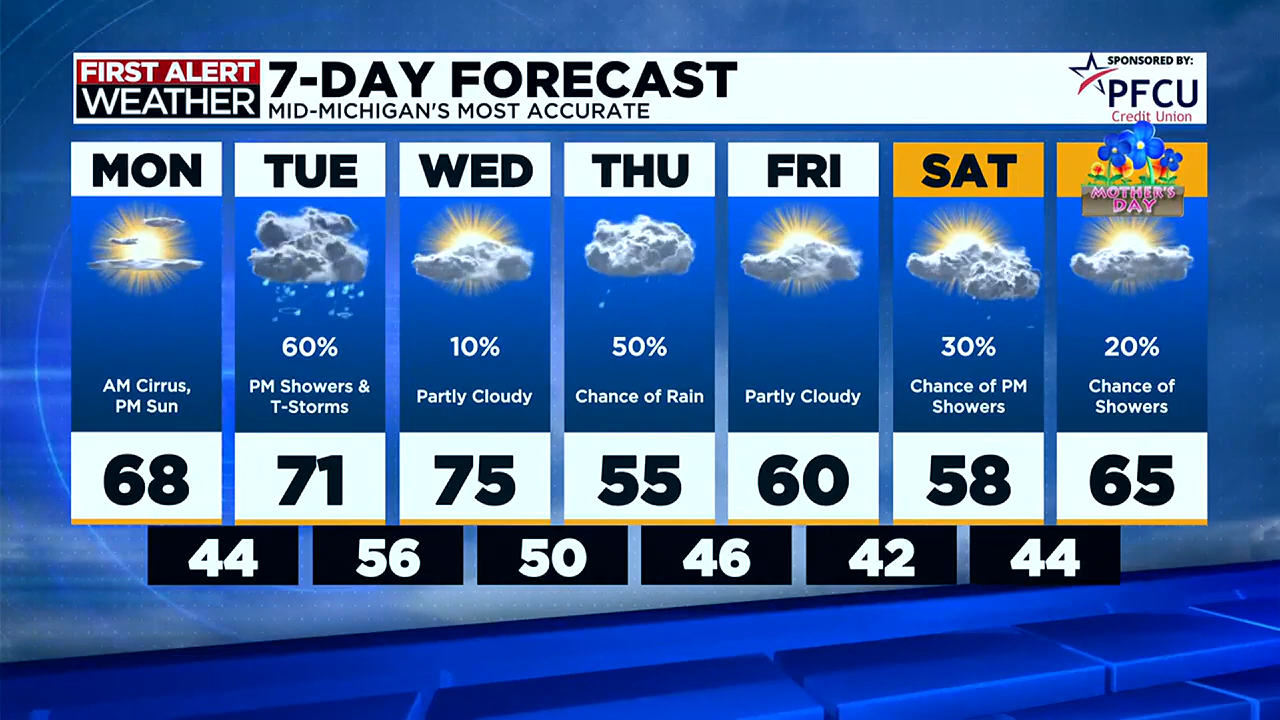 FIRST ALERT
WEATHER
7-DAY FORECAST
MID-MICHIGAN'S MOST ACCURATE
SPONSORED BY:
PFCU
Credit Union
MON
TUE
WED
THU
FRI
SAT
MOTHER'S
DAY
60%
10%
50%
30%
20%
AM Cirrus,
PM Sun
PM Showers &
T-Storms
Partly Cloudy
Chance of Rain
Partly Cloudy
Chance of PM
Showers
Chance of
Showers
68
71
75
55
60
58
65
44
56
50
46
42
44